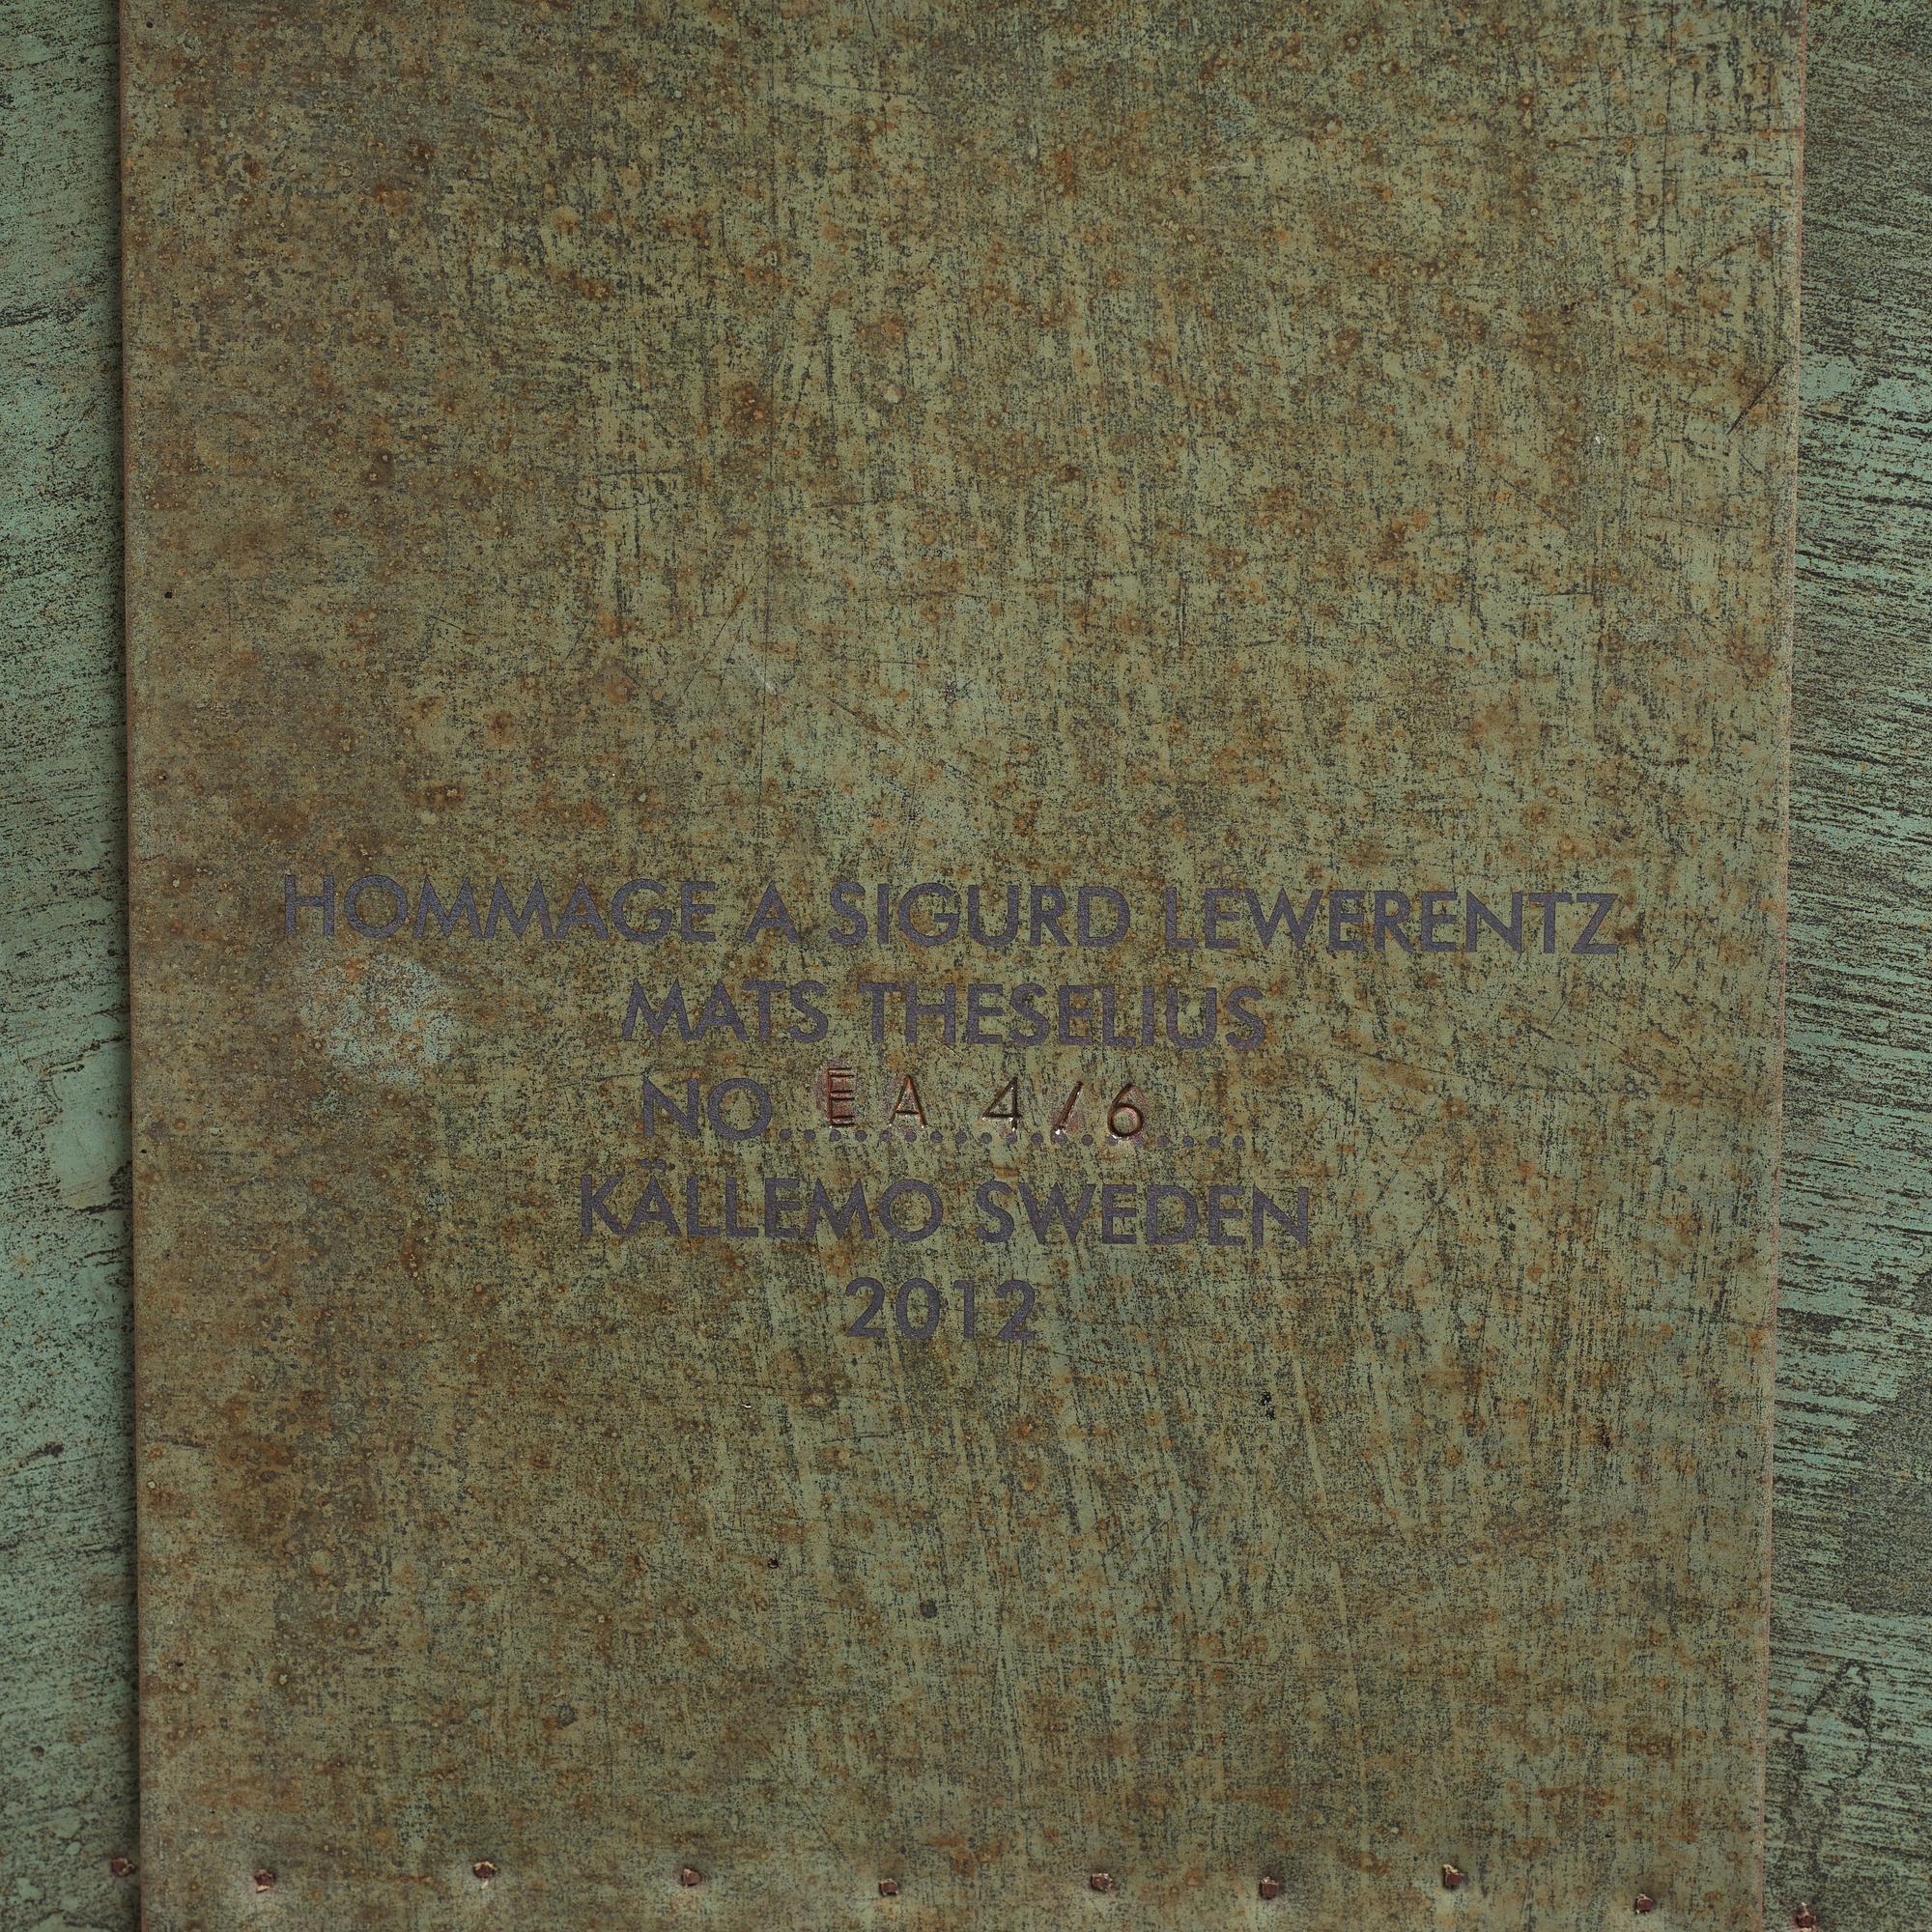 HOMMAGE A SIGURD LEWERENTZ
MATS THESELIUS
NO. EA 4/6
KÄLLEMO SWEDEN
2012